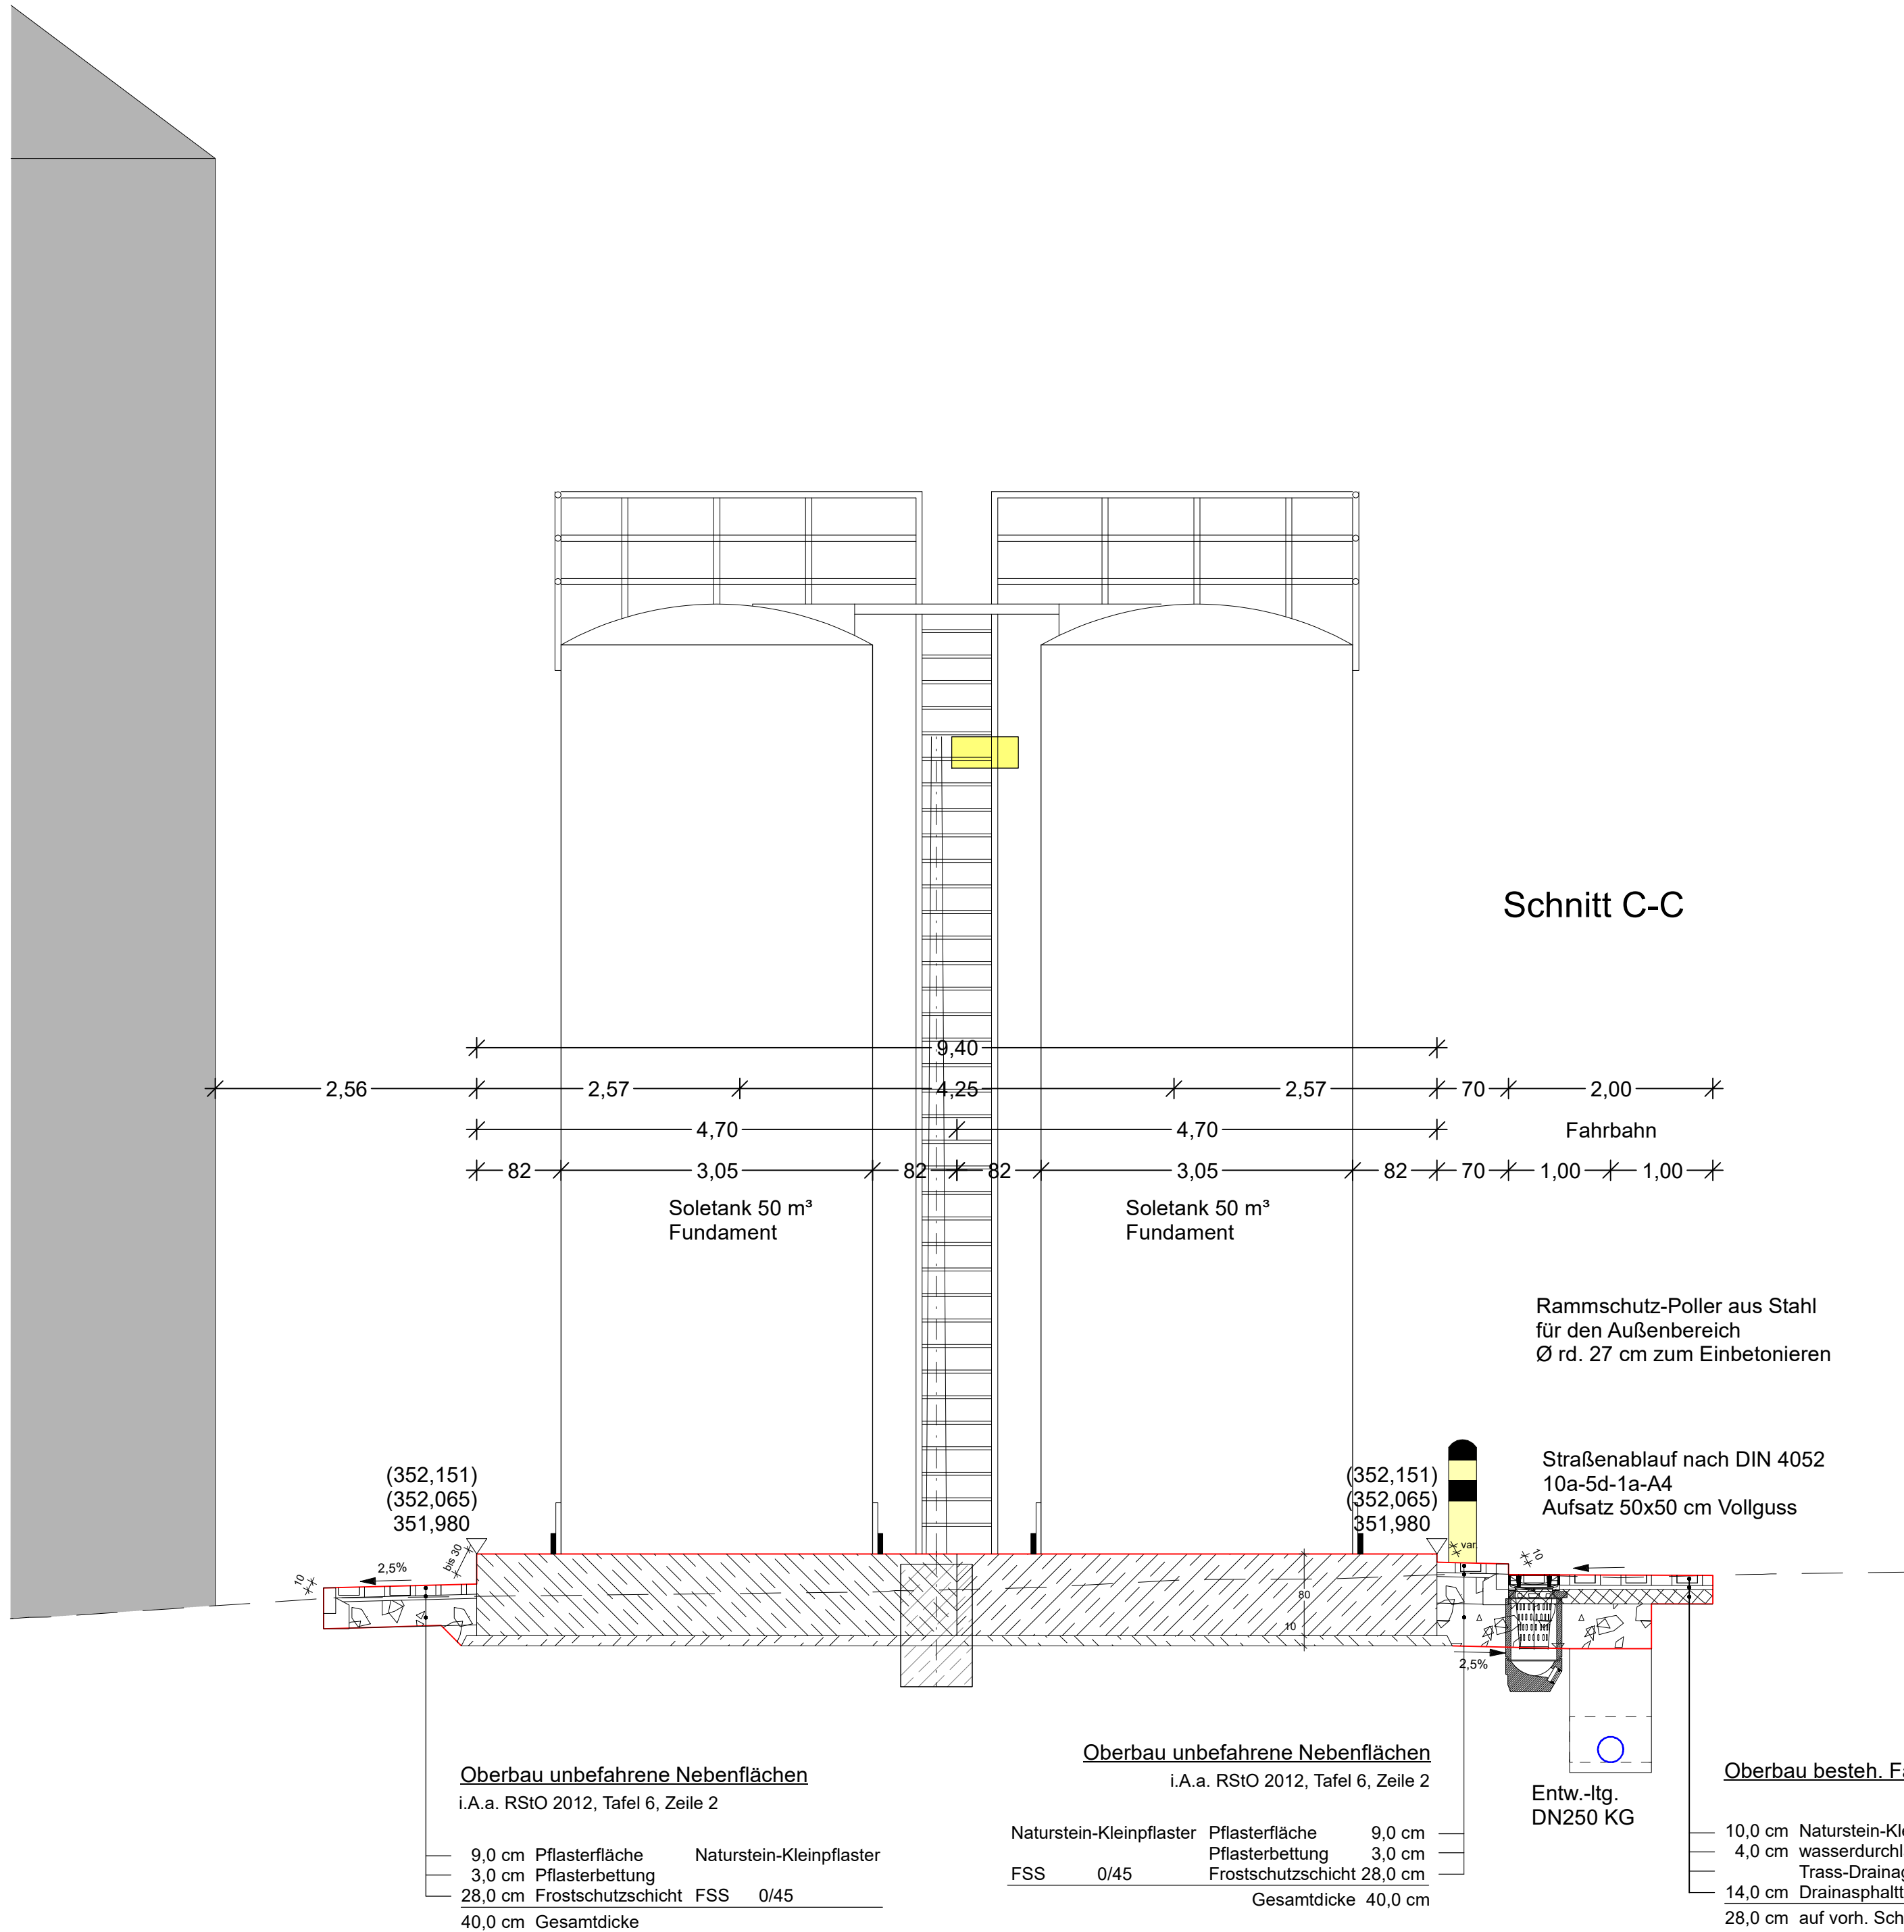 Schnitt C-C
9,40
2,56
2,57
4,25
2,57
70
2,00
4,70
4,70
Fahrbahn
82
3,05
82
82
3,05
82
70
1,00
1,00
Soletank 50 m³
Fundament
Soletank 50 m³
Fundament
Rammschutz-Poller aus Stahl
für den Außenbereich
Ø rd. 27 cm zum Einbetonieren
Straßenablauf nach DIN 4052
10a-5d-1a-A4
Aufsatz 50x50 cm Vollguss
(352,151)
(352,065)
351,980
(352,151)
(352,065)
351,980
bis 30
2,5%
10
var.
10
80
10
2,5%
Oberbau unbefahrene Nebenflächen
i.A.a. RStO 2012, Tafel 6, Zeile 2
9,0 cm Pflasterfläche Naturstein-Kleinpflaster
3,0 cm Pflasterbettung
28,0 cm Frostschutzschicht FSS 0/45
40,0 cm Gesamtdicke
Oberbau unbefahrene Nebenflächen
i.A.a. RStO 2012, Tafel 6, Zeile 2
Naturstein-Kleinpflaster Pflasterfläche 9,0 cm
Pflasterbettung 3,0 cm
FSS 0/45 Frostschutzschicht 28,0 cm
Gesamtdicke 40,0 cm
Entw.-ltg.
DN250 KG
Oberbau besteh.
10,0 cm
4,0 cm
14,0 cm
28,0 cm auf vorh.